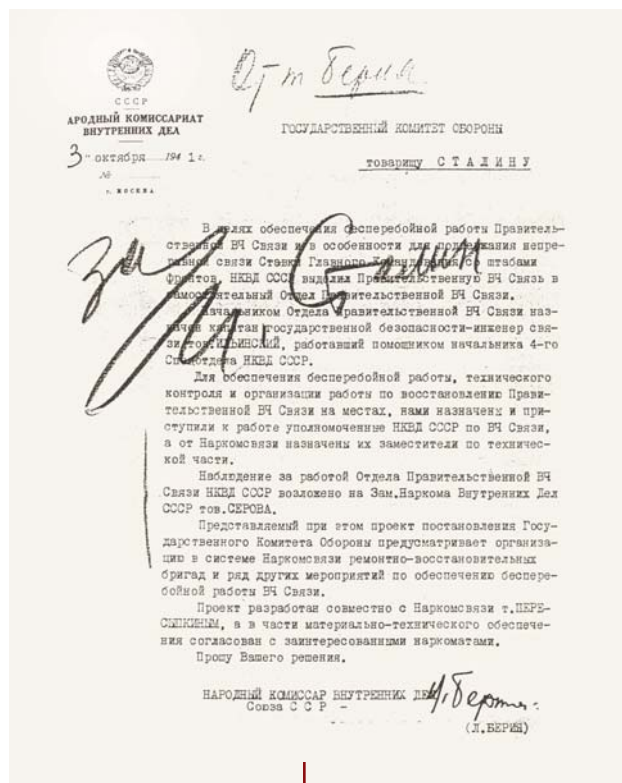 От т Берия
СССР
АРОДНЫЙ КОМИССАРИАТ
ВНУТРЕННИХ ДЕЛ
3" октября 1941 г.
№
г. МОСКВА
ГОСУДАРСТВЕННЫЙ КОМИТЕТ ОБОРОНЫ
товарищу СТАЛИНУ
В целях обеспечения бесперебойной работы Правитель-
ственной ВЧ Связи и в особенности для поддержания непре-
рывной связи Ставки Главного Командования со штабами
фронтов, НКВД СССР выделил Правительственную ВЧ Связь в
самостоятельный Отдел Правительственной ВЧ Связи.
Начальником Отдела Правительственной ВЧ Связи наз-
начен капитан государственной безопасности-инженер свя-
зи тов.ИЛЬИНСКИЙ, работавший помощником начальника 4-го
Спецотдела НКВД СССР.
Для обеспечения бесперебойной работы, технического
контроля и организации работы по восстановлению Прави-
тельственной ВЧ Связи на местах, нами назначены и при-
ступили к работе уполномоченные НКВД СССР по ВЧ Связи,
а от Наркомсвязи назначены их заместители по техничес-
кой части.
Наблюдение за работой Отдела Правительственной ВЧ
Связи НКВД СССР возложено на Зам.Наркома Внутренних Дел
СССР тов.СЕРОВА.
Представляемый при этом проект постановления Госу-
дарственного Комитета Обороны предусматривает организа-
цию в системе Наркомсвязи ремонтно-восстановительных
бригад и ряд других мероприятий по обеспечению беспере-
бойной работы ВЧ Связи.
Проект разработан совместно с Наркомсвязи т.ПЕРЕ-
СЫПКИНЫМ, а в части материально-технического обеспече-
ния согласован с заинтересованными наркоматами.
Прошу Вашего решения.
за
И. Сталин
НАРОДНЫЙ КОМИССАР ВНУТРЕННИХ ДЕЛ
Союза ССР -
Л. Берия
(Л.БЕРИЯ)